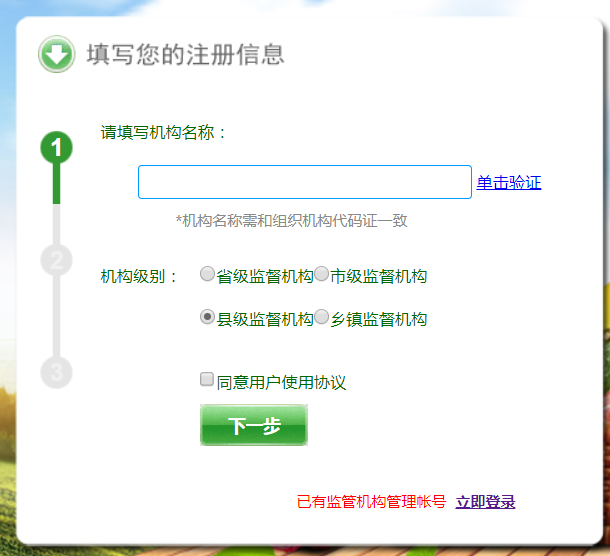 填写您的注册信息
1
请填写机构名称：
单击验证
*机构名称需和组织机构代码证一致
2
机构级别： 省级监督机构 市级监督机构
县级监督机构 乡镇监督机构
3
同意用户使用协议
下一步
已有监管机构管理帐号 立即登录